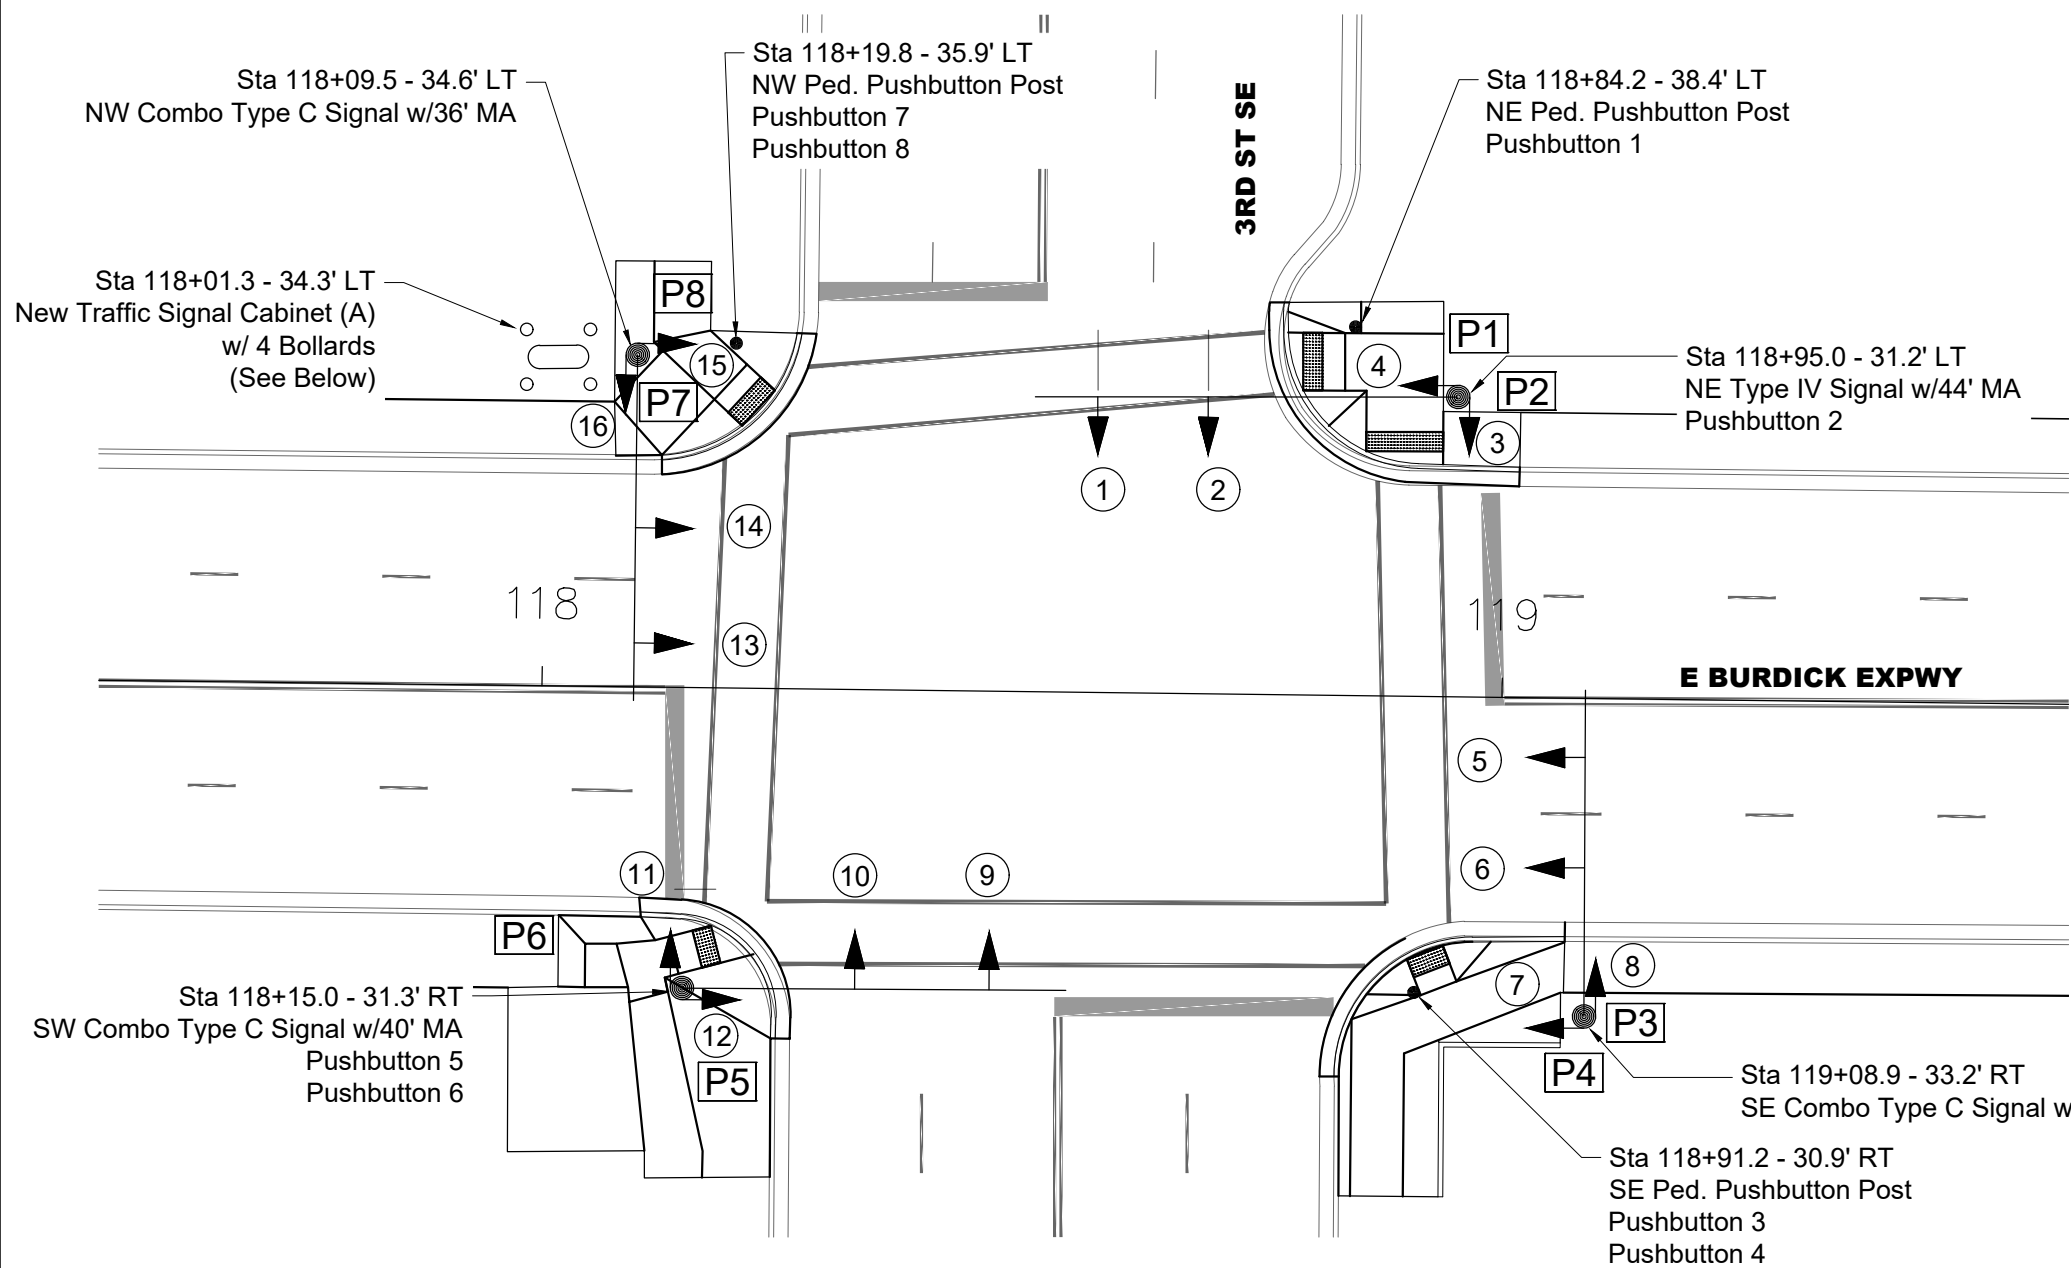 Sta 118+09.5 - 34.6' LT
NW Combo Type C Signal w/36' MA
Sta 118+19.8 - 35.9' LT
NW Ped. Pushbutton Post
Pushbutton 7
Pushbutton 8
3RD ST SE
Sta 118+84.2 - 38.4' LT
NE Ped. Pushbutton Post
Pushbutton 1
Sta 118+01.3 - 34.3' LT
New Traffic Signal Cabinet (A)
w/ 4 Bollards
(See Below)
P8
15
P7
16
P1
4
P2
3
Sta 118+95.0 - 31.2' LT
NE Type IV Signal w/44' MA
Pushbutton 2
1
2
14
118
13
119
E BURDICK EXPWY
5
6
11
10
9
P6
Sta 118+15.0 - 31.3' RT
SW Combo Type C Signal w/40' MA
Pushbutton 5
Pushbutton 6
12
P5
7
8
P3
P4
Sta 119+08.9 - 33.2' RT
SE Combo Type C Signal w
Sta 118+91.2 - 30.9' RT
SE Ped. Pushbutton Post
Pushbutton 3
Pushbutton 4